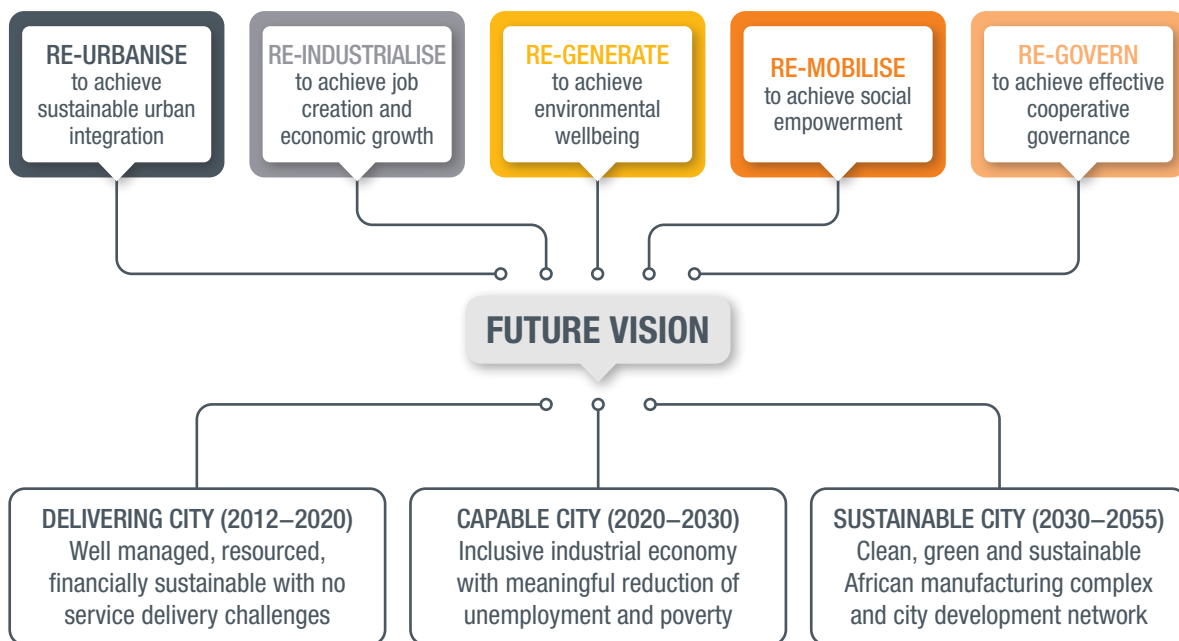 RE-URBANISE
to achieve
sustainable urban
integration
RE-INDUSTRIALISE
to achieve job
creation and
economic growth
RE-GENERATE
to achieve
environmental
wellbeing
RE-MOBILISE
to achieve social
empowerment
RE-GOVERN
to achieve effective
cooperative
governance
FUTURE VISION
DELIVERING CITY (2012–2020)
Well managed, resourced,
financially sustainable with no
service delivery challenges
CAPABLE CITY (2020–2030)
Inclusive industrial economy
with meaningful reduction of
unemployment and poverty
SUSTAINABLE CITY (2030–2055)
Clean, green and sustainable
African manufacturing complex
and city development network